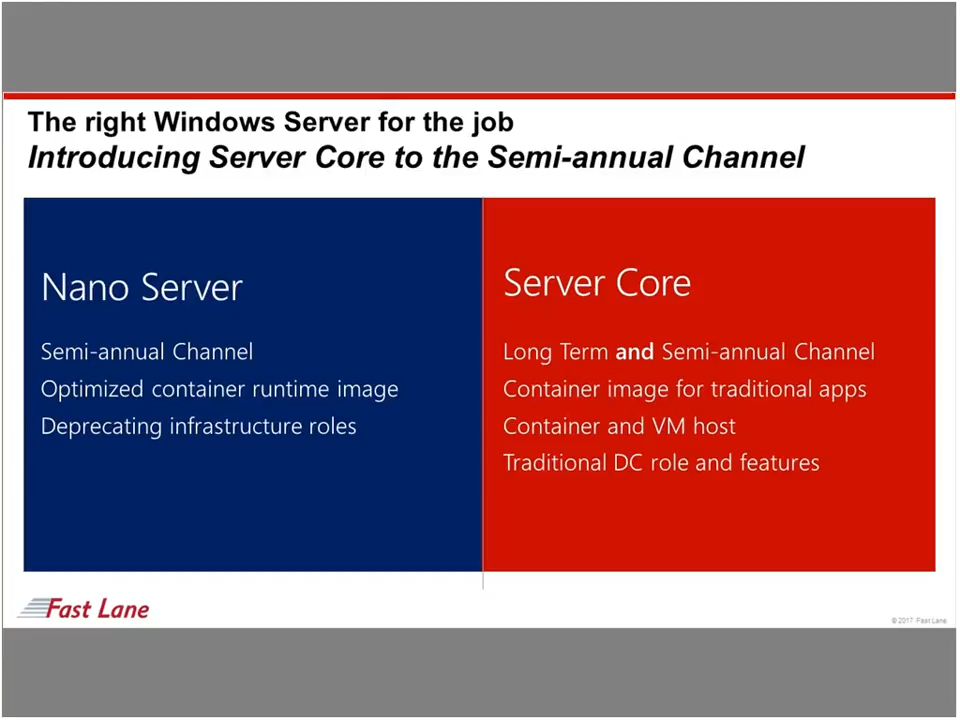 The right Windows Server for the job
Introducing Server Core to the Semi-annual Channel
Nano Server
Semi-annual Channel
Optimized container runtime image
Deprecating infrastructure roles
Server Core
Long Term and Semi-annual Channel
Container image for traditional apps
Container and VM host
Traditional DC role and features
Fast Lane
© 2017 Fast Lane